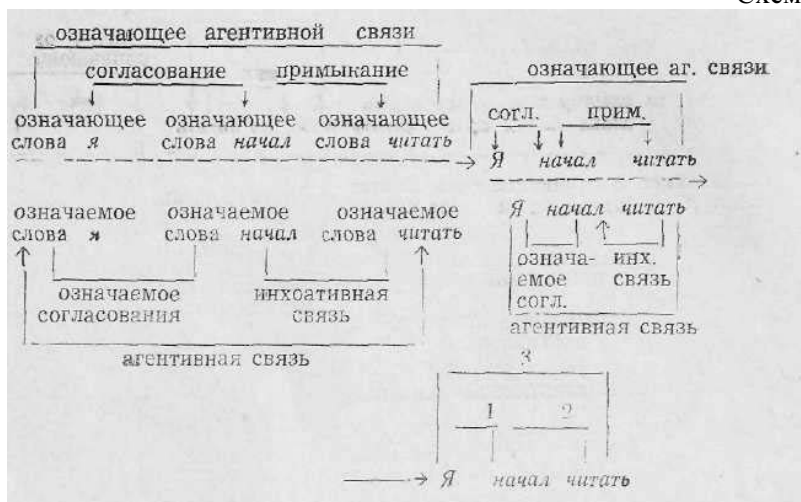 означающее агентивной связи
согласование примыкание
означающее означающее означающее
слова я слова начал слова читать
означающее аг. связи
согл. прим.
Я начал читать
означаемое означаемое означаемое
слова я слова начал слова читать
означаемое инхоативная
согласования связь
агентивная связь
Я начал читать
означа- инх.
емое связь
согл.
агентивная связь
3
1 2
Я начал читать